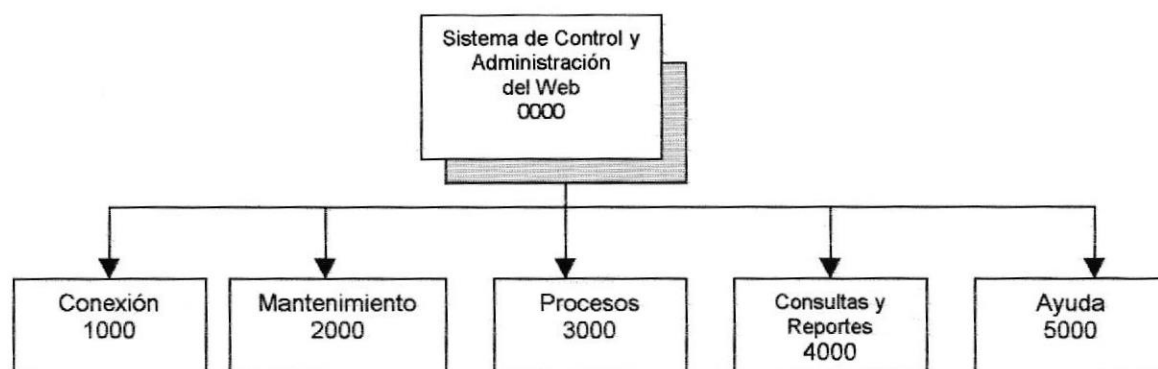 Sistema de Control y
Administración
del Web
0000
Conexión
1000
Mantenimiento
2000
Procesos
3000
Consultas y
Reportes
4000
Ayuda
5000